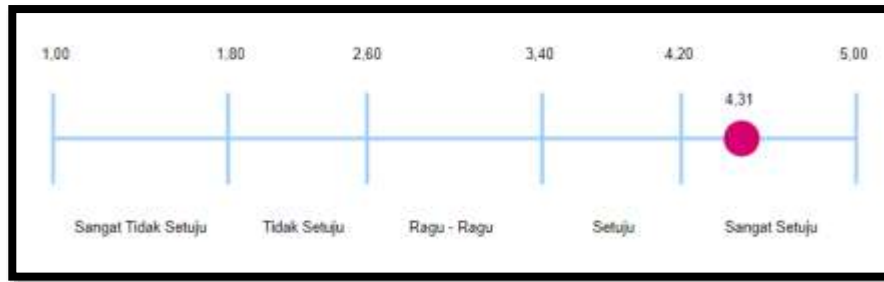 1,00 1,80 2,60 3,40 4,20 5,00
4,31
Sangat Tidak Setuju Tidak Setuju Ragu - Ragu Setuju Sangat Setuju